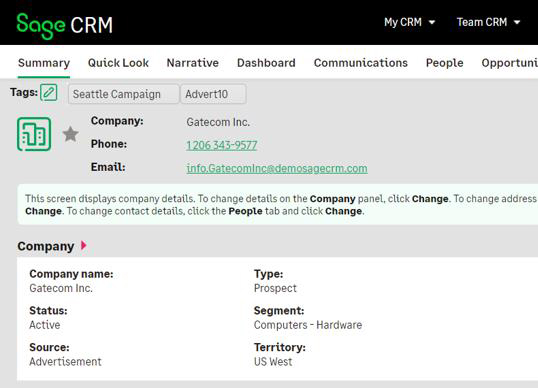 Sage CRM
My CRM
Team CRM
Summary Quick Look Narrative Dashboard Communications People Opportuni
Tags: Seattle Campaign Advert10
Company: Gatecom Inc.
Phone: 1 206 343-9577
Email: info.GatecomInc@demosagecrm.com
This screen displays company details. To change details on the Company panel, click Change. To change address
Change. To change contact details, click the People tab and click Change.
Company
Company name: Type:
Gatecom Inc. Prospect
Status: Segment:
Active Computers - Hardware
Source: Territory:
Advertisement US West